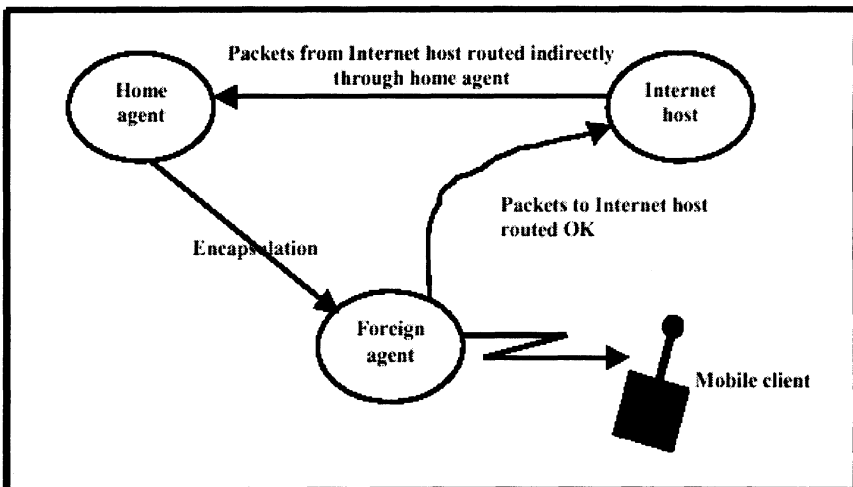 Packets from Internet host routed indirectly
through home agent
Home
agent
Internet
host
Packets to Internet host
routed OK
Encapsulation
Foreign
agent
Mobile client